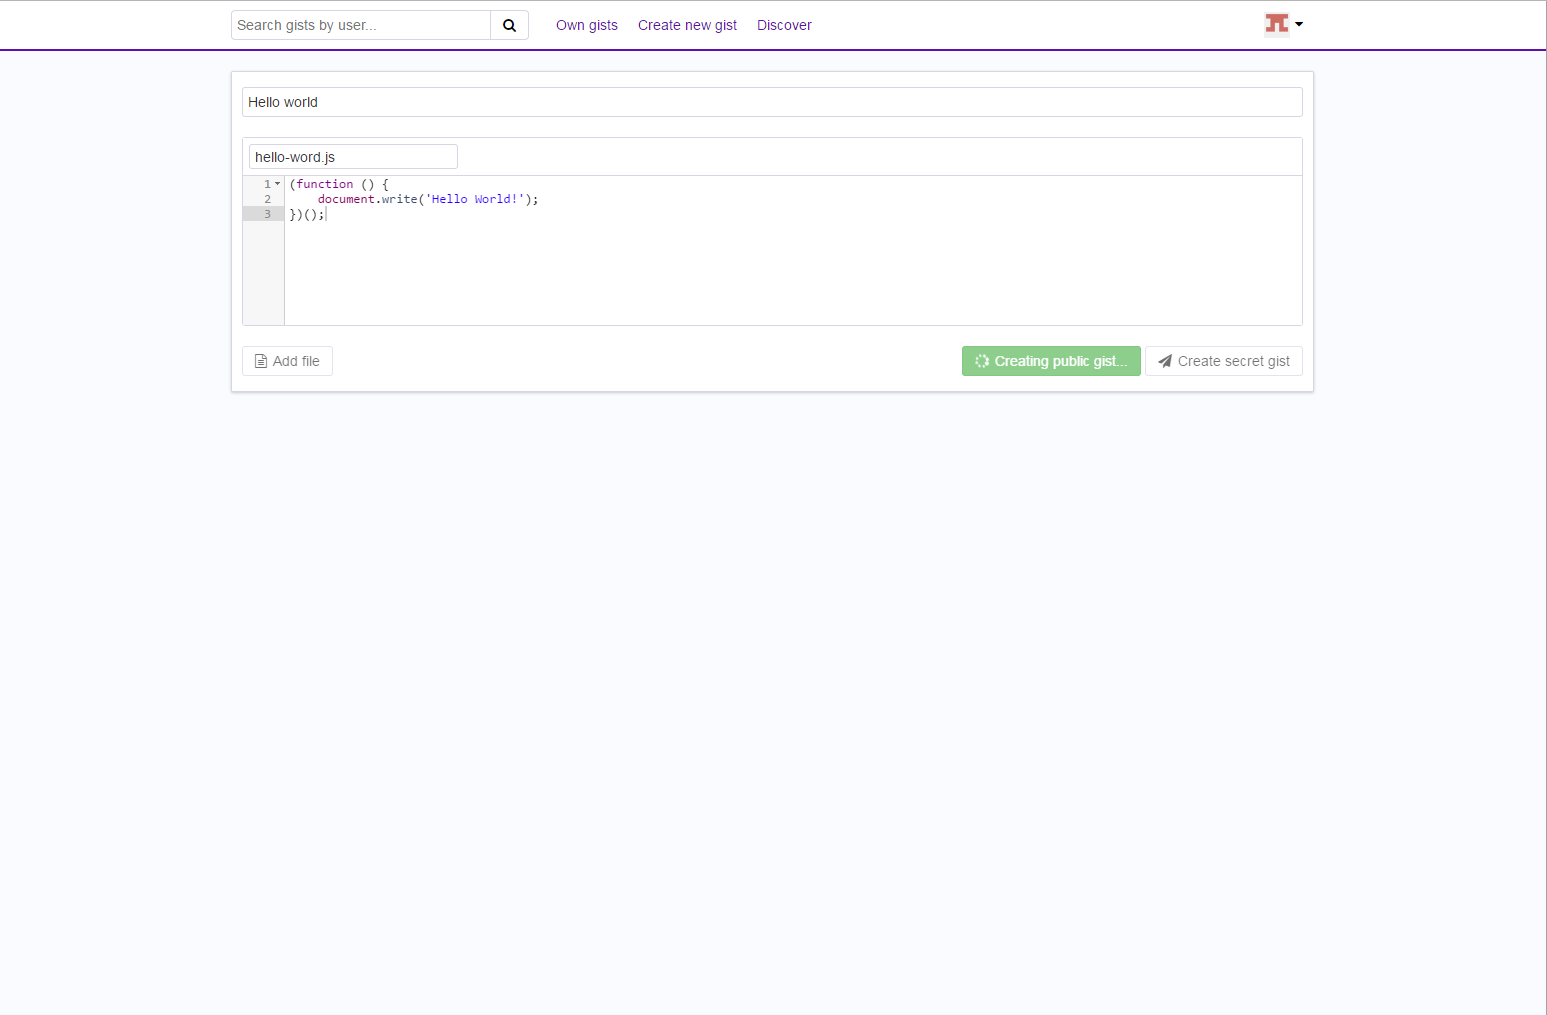 Search gists by user... Own gists Create new gist Discover
Hello world
hello-word.js
1 (function () {
2     document.write('Hello World!');
3 })();
Add file Creating public gist... Create secret gist